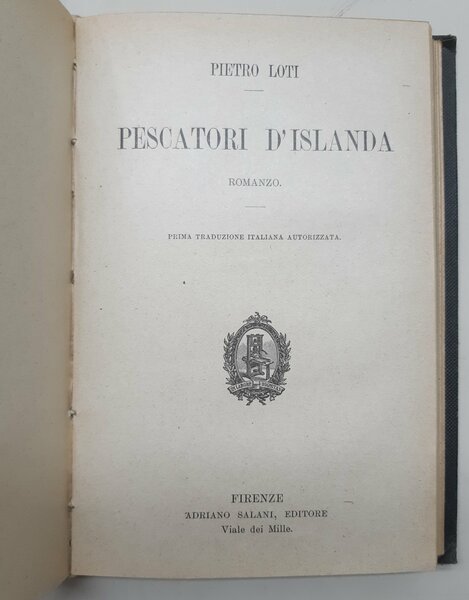 PIETRO LOTI
PESCATORI D'ISLANDA
ROMANZO.
PRIMA TRADUZIONE ITALIANA AUTORIZZATA.
FIRENZE
ADRIANO SALANI, EDITORE
Viale dei Mille.